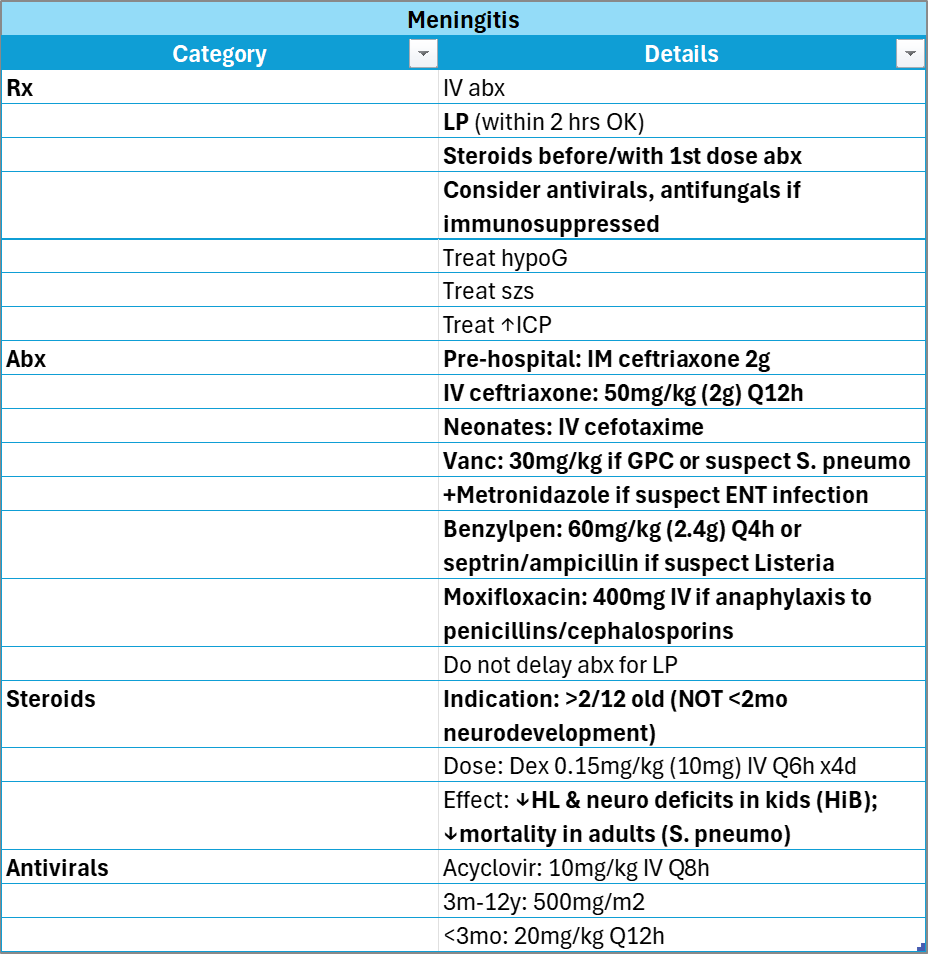 Meningitis
Category Details
Rx IV abx
LP (within 2 hrs OK)
Steroids before/with 1st dose abx
Consider antivirals, antifungals if
immunosuppressed
Treat hypoG
Treat szs
Treat ↑ICP
Abx Pre-hospital: IM ceftriaxone 2g
IV ceftriaxone: 50mg/kg (2g) Q12h
Neonates: IV cefotaxime
Vanc: 30mg/kg if GPC or suspect S. pneumo
+Metronidazole if suspect ENT infection
Benzylpen: 60mg/kg (2.4g) Q4h or
septrin/ampicillin if suspect Listeria
Moxifloxacin: 400mg IV if anaphylaxis to
penicillins/cephalosporins
Do not delay abx for LP
Steroids Indication: >2/12 old (NOT <2mo
neurodevelopment)
Dose: Dex 0.15mg/kg (10mg) IV Q6h x4d
Effect: ↓HL & neuro deficits in kids (HiB);
↓mortality in adults (S. pneumo)
Antivirals Acyclovir: 10mg/kg IV Q8h
3m-12y: 500mg/m2
<3mo: 20mg/kg Q12h